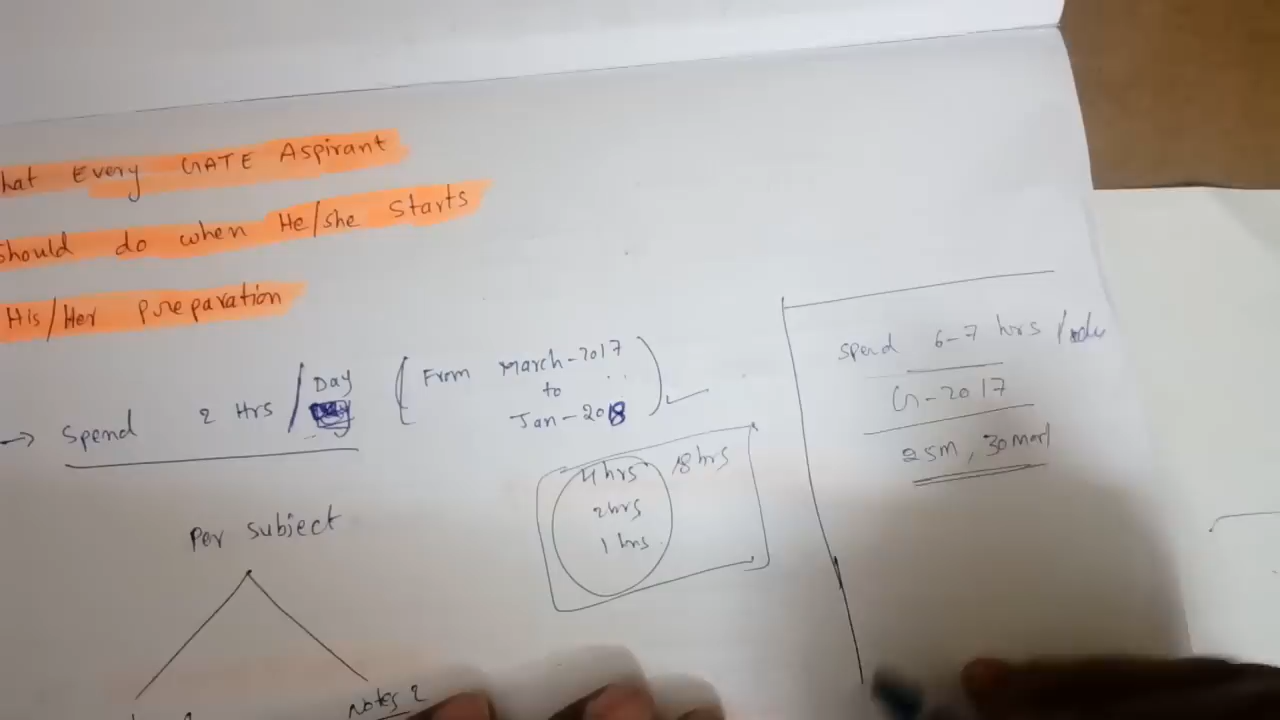 hat Every GATE Aspirant
Should do when He/she Starts
His/Her Preparation
→ Spend 2 Hrs / Day
( From March-2017
to
Jan-2018 )
4 hrs 18 hrs
2 hrs
1 hrs
Per subject
Notes 2
spend 6-7 hrs /
G-2017
25m, 30mar